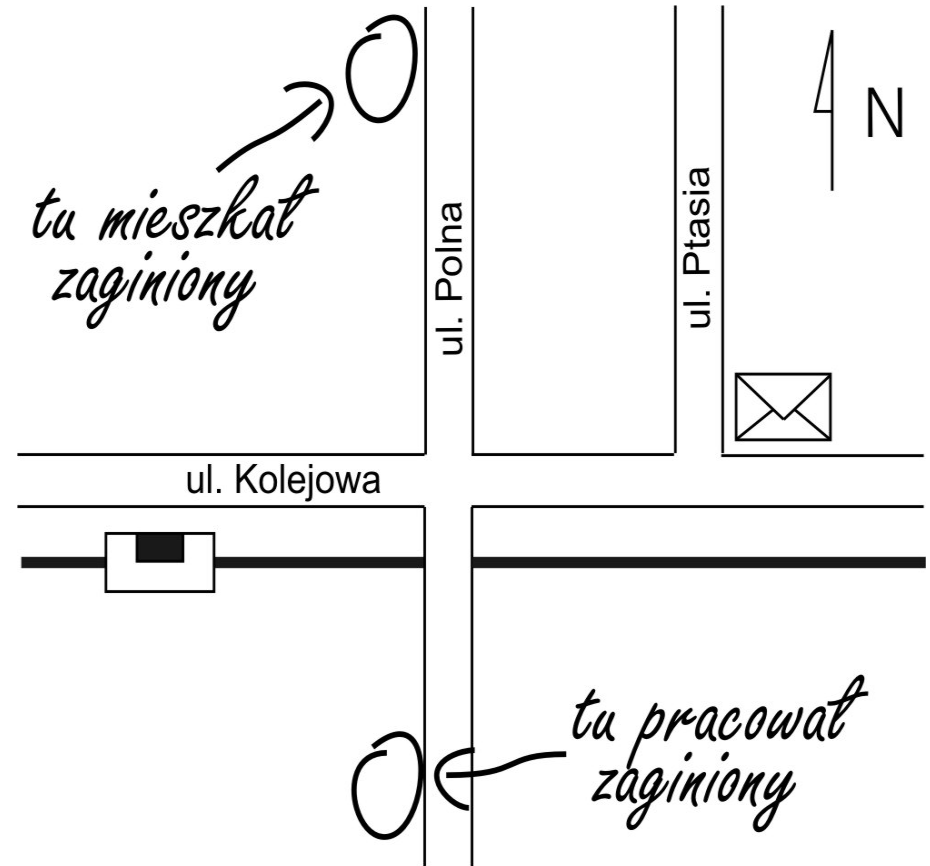 N
tu mieszkał
zaginiony
ul. Polna
ul. Ptasia
ul. Kolejowa
tu pracował
zaginiony